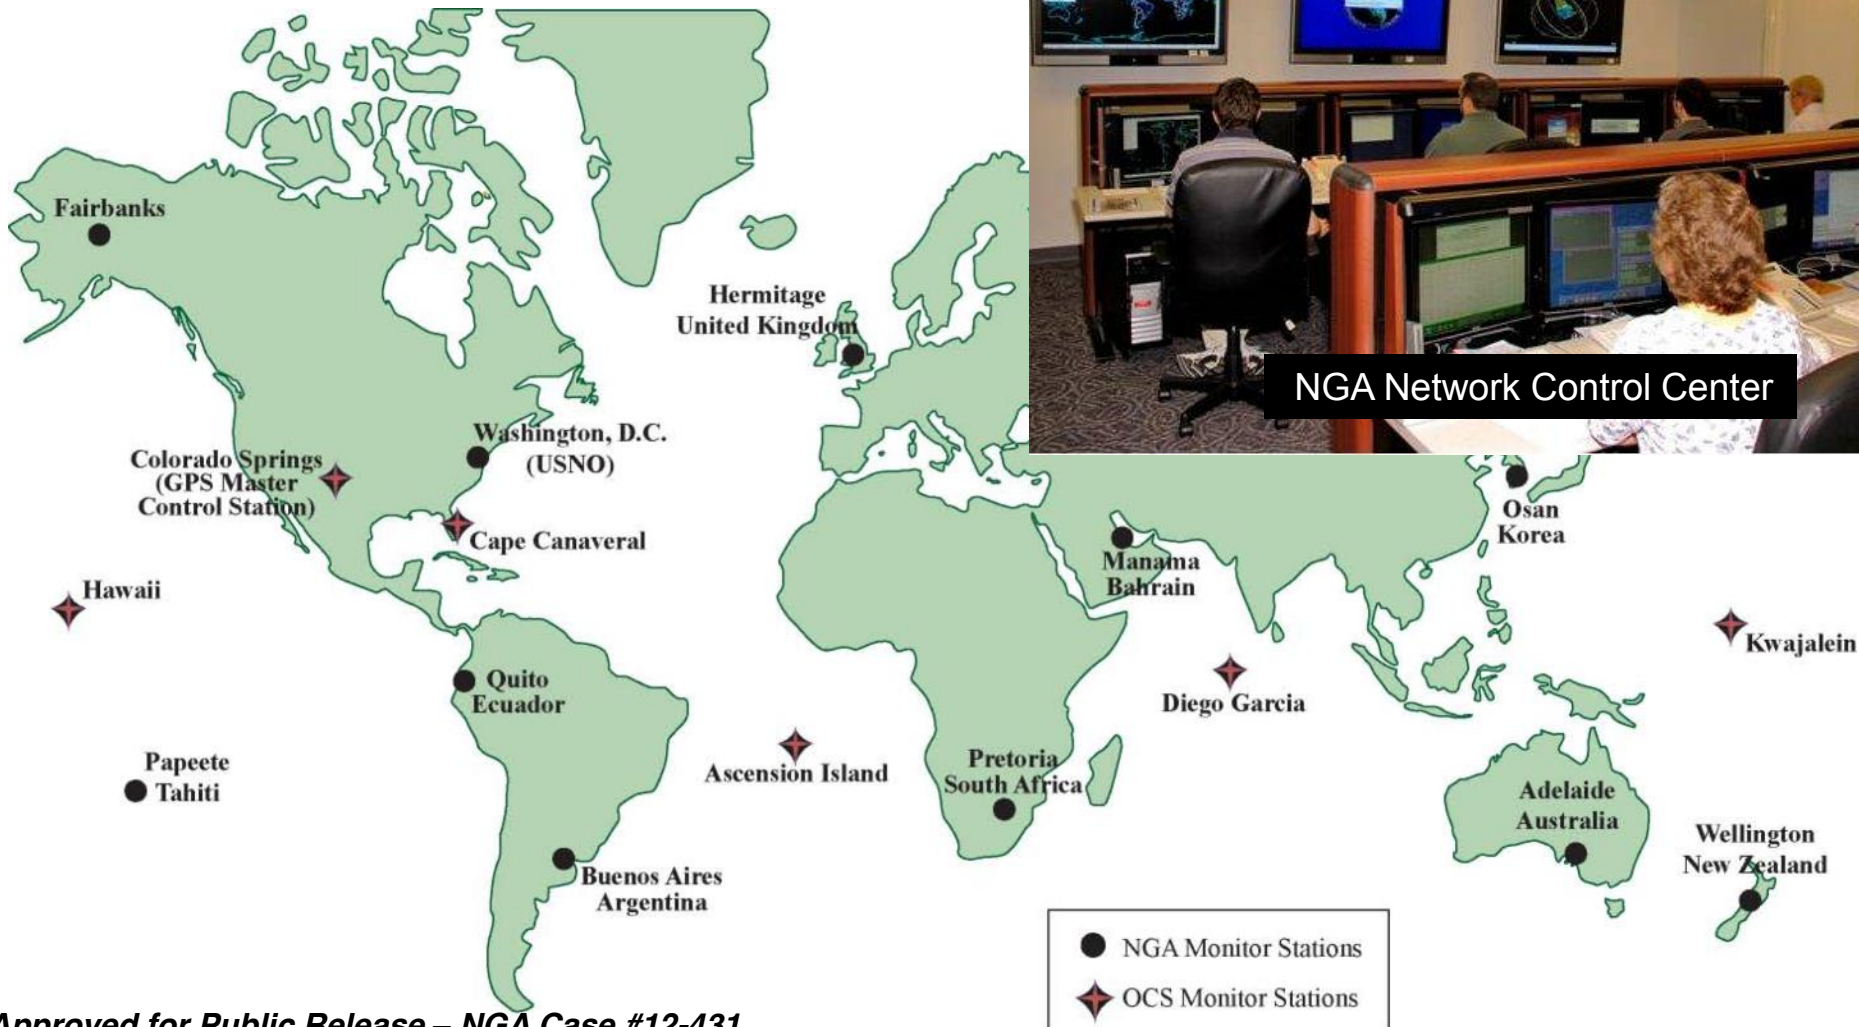 NGA Network Control Center
Fairbanks
Hermitage
United Kingdom
Washington, D.C.
(USNO)
Colorado Springs
(GPS Master
Control Station)
Cape Canaveral
Osan
Korea
Manama
Bahrain
Hawaii
Kwajalein
Quito
Ecuador
Diego Garcia
Papeete
Tahiti
Ascension Island
Pretoria
South Africa
Adelaide
Australia
Wellington
New Zealand
Buenos Aires
Argentina
NGA Monitor Stations
OCS Monitor Stations
Approved for Public Release – NGA Case #12-431